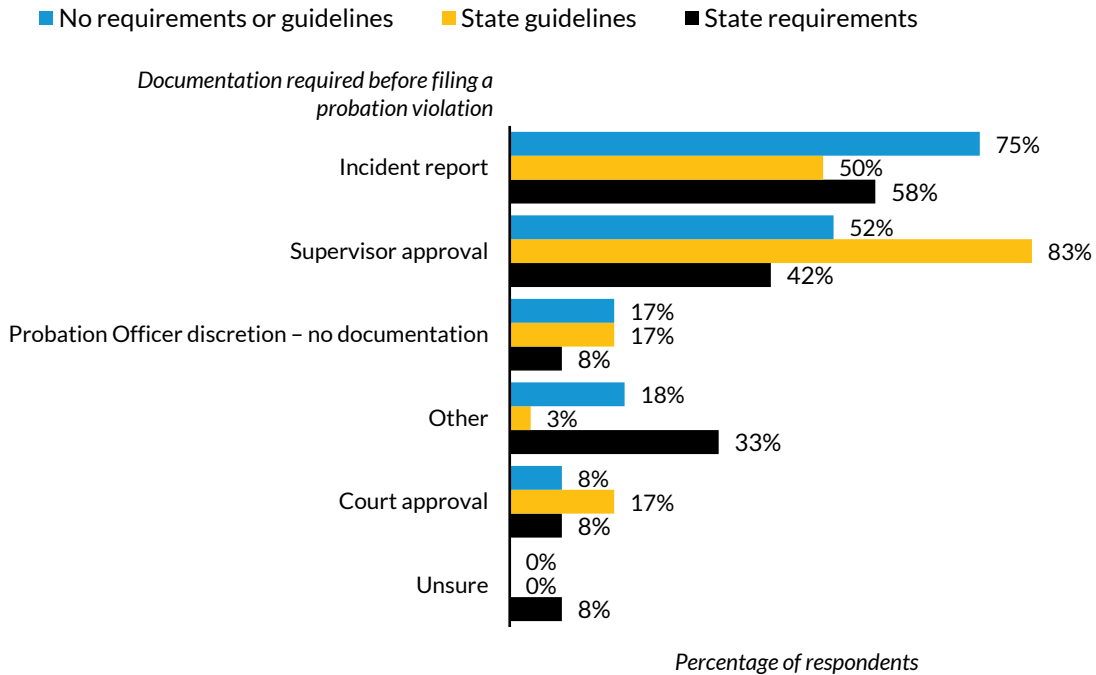 No requirements or guidelines State guidelines State requirements
Documentation required before filing a
probation violation
75%
Incident report 50%
58%
52%
Supervisor approval 83%
42%
17%
Probation Officer discretion – no documentation 17%
8%
18%
Other 3%
33%
8%
Court approval 17%
8%
0%
Unsure 0%
8%
Percentage of respondents